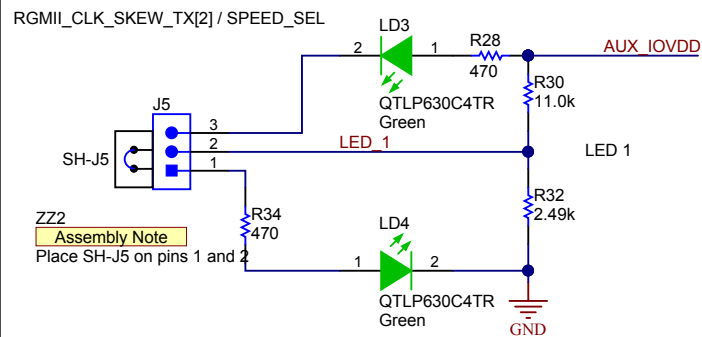 RGMII_CLK_SKEW_TX[2] / SPEED_SEL
LD3
2
1
R28
470
AUX_IOVDD
QTLP630C4TR
Green
R30
11.0k
J5
3
2
1
SH-J5
LED_1
LED 1
R32
2.49k
R34
470
ZZ2
Assembly Note
Place SH-J5 on pins 1 and 2
LD4
1
2
QTLP630C4TR
Green
GND